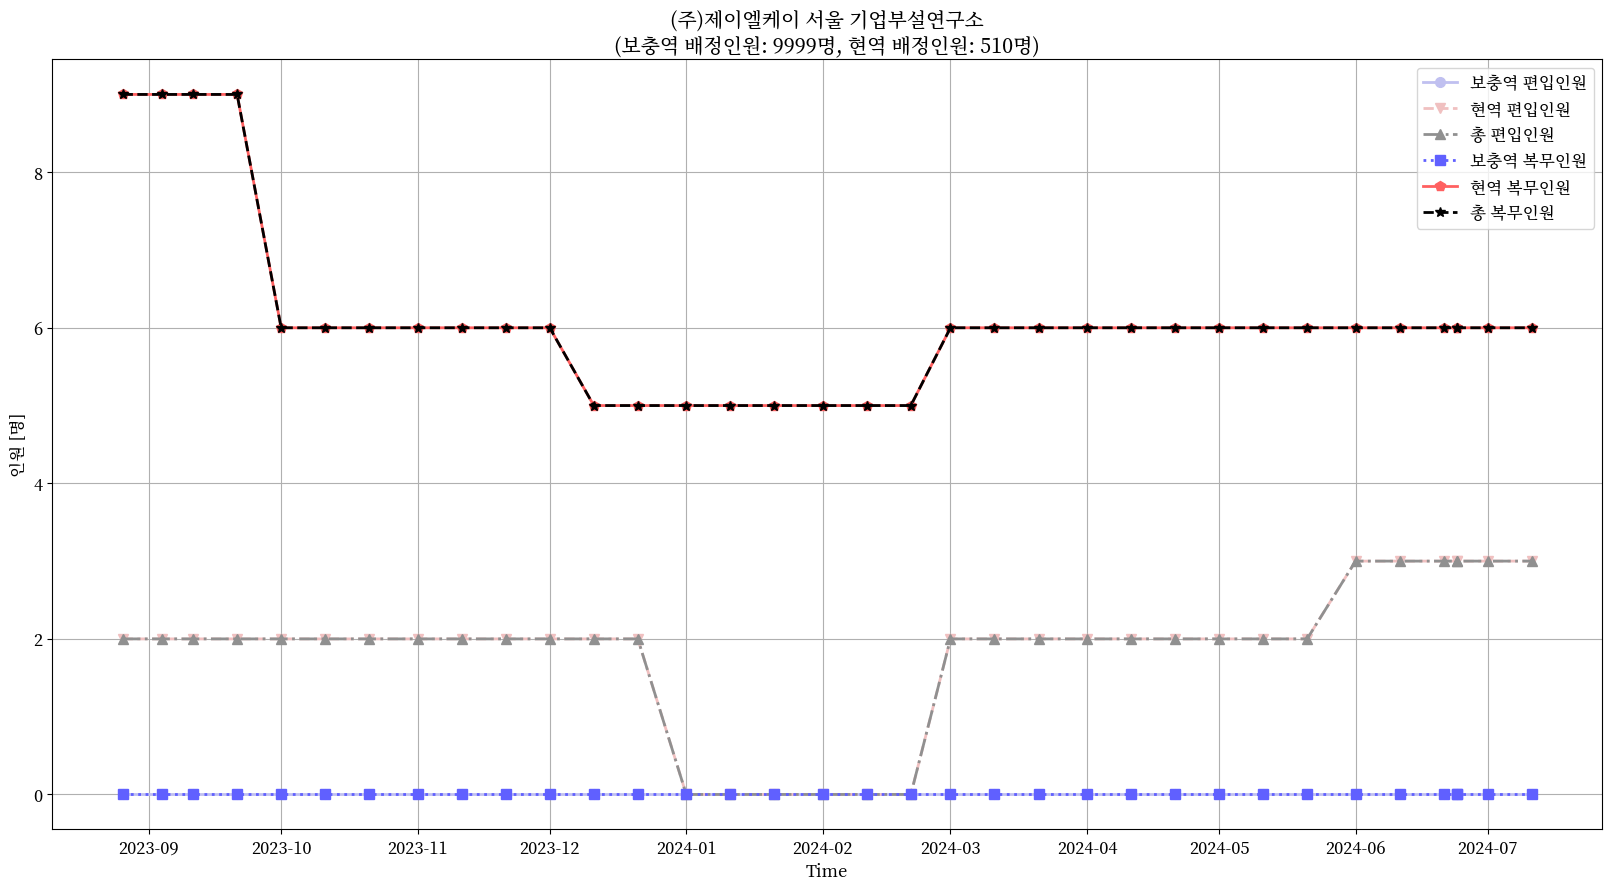 (주)제이엘케이 서울 기업부설연구소
(보충역 배정인원: 9999명, 현역 배정인원: 510명)
보충역 편입인원
현역 편입인원
총 편입인원
보충역 복무인원
현역 복무인원
총 복무인원
인원 [명]
8
6
4
2
0
2023-09 2023-10 2023-11 2023-12 2024-01 2024-02 2024-03 2024-04 2024-05 2024-06 2024-07
Time